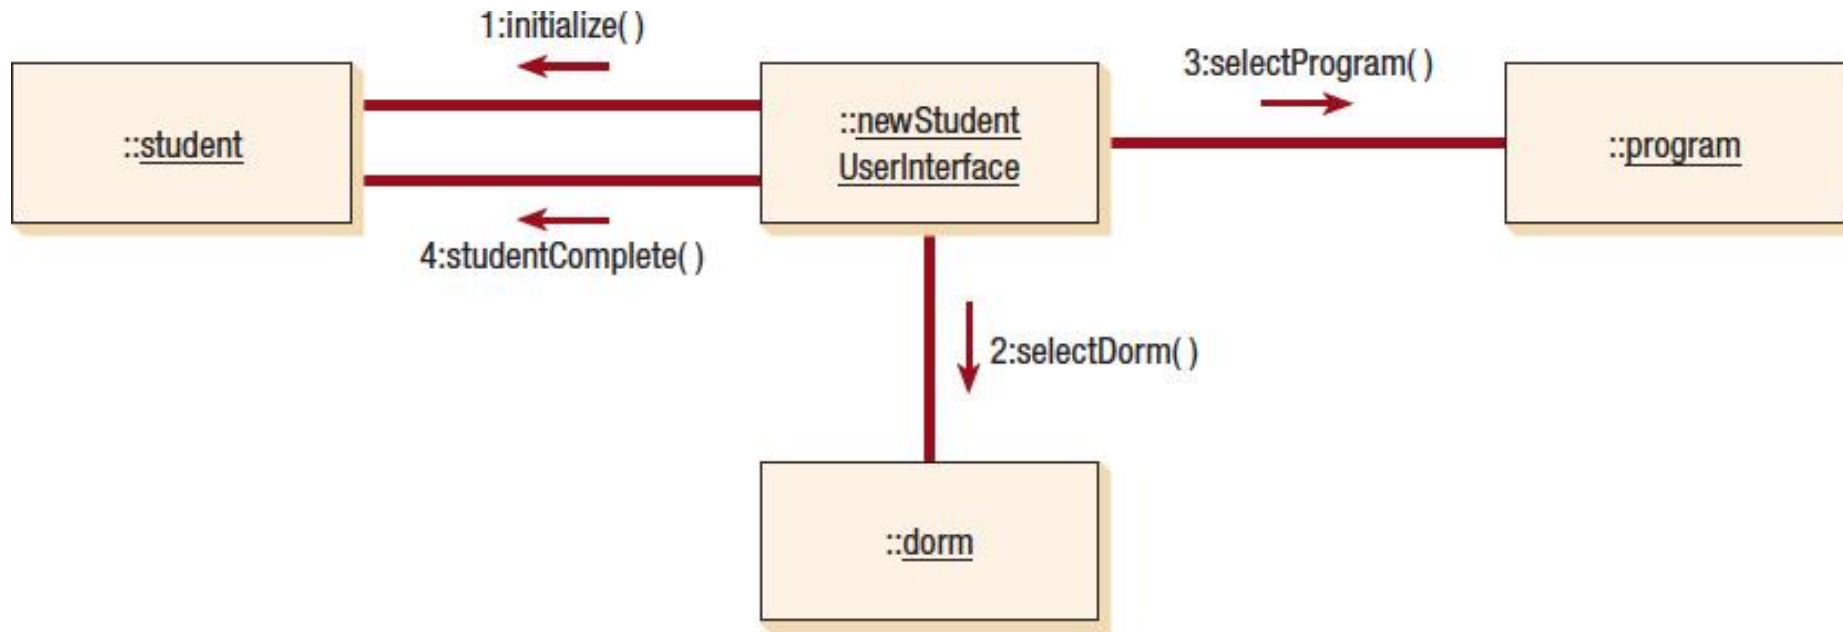 1:initialize( )
3:selectProgram( )
::student
::newStudent
UserInterface
::program
4:studentComplete( )
2:selectDorm( )
::dorm